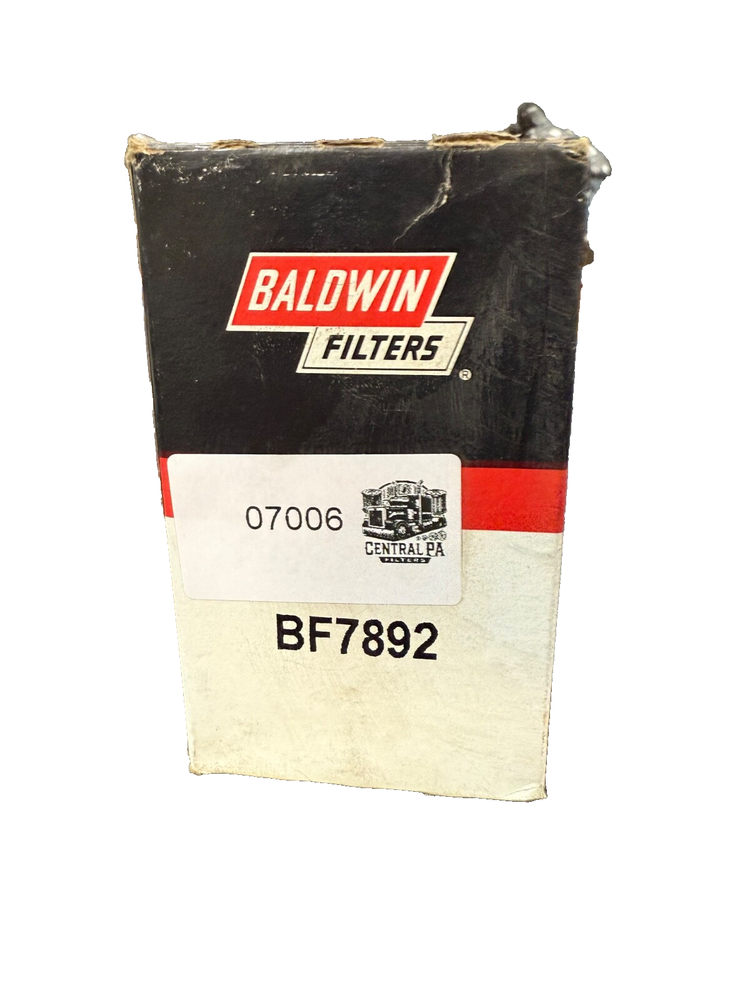 BALDWIN
FILTERS
®
07006
CENTRAL PA
FILTERS
BF7892